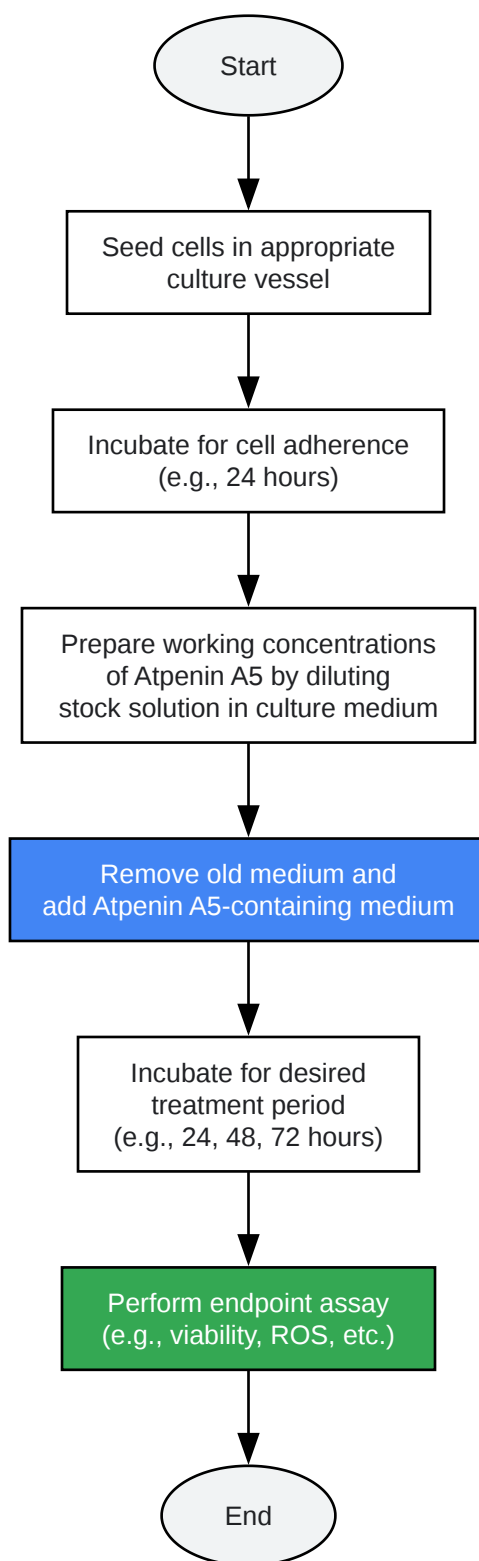 Start
Seed cells in appropriate
culture vessel
Incubate for cell adherence
(e.g., 24 hours)
Prepare working concentrations
of Atpenin A5 by diluting
stock solution in culture medium
Remove old medium and
add Atpenin A5-containing medium
Incubate for desired
treatment period
(e.g., 24, 48, 72 hours)
Perform endpoint assay
(e.g., viability, ROS, etc.)
End